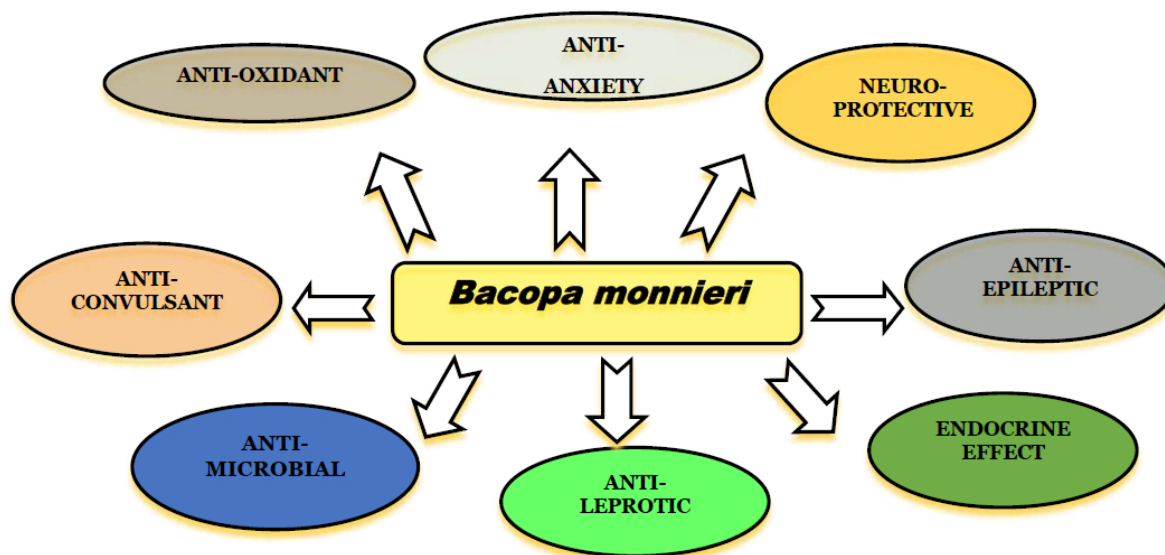 ANTI-OXIDANT
ANTI-
ANXIETY
NEURO-
PROTECTIVE
ANTI-
CONVULSANT
Bacopa monnieri
ANTI-
EPILEPTIC
ANTI-
MICROBIAL
ANTI-
LEPROTIC
ENDOCRINE
EFFECT